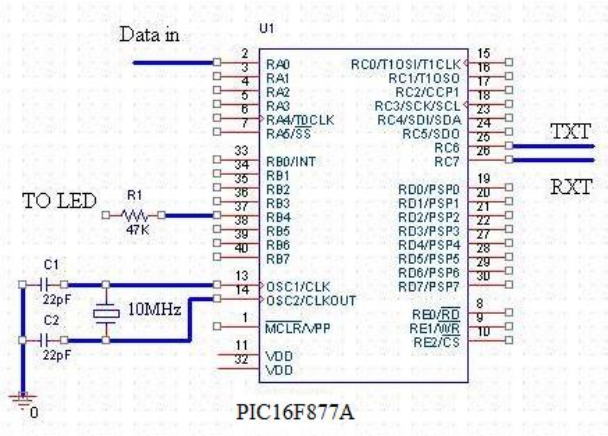 U1
Data in
2 RA0 RC0/T1OSI/T1CLK 15
3 RA1 RC1/T1OSO 16
4 RA2 RC2/CCP1 17
5 RA3 RC3/SCK/SCL 18
6 RA4/T0CLK RC4/SDI/SDA 23
7 RA5/SS RC5/SDO 24
RC6 25 TXT
RC7 26 RXT
33 RB0/INT
34 RB1
35 RB2 RD0/PSP0 19
36 RB3 RD1/PSP1 20
TO LED R1 47K 37 RB4 RD2/PSP2 21
38 RB5 RD3/PSP3 22
39 RB6 RD4/PSP4 27
40 RB7 RD5/PSP5 28
RD6/PSP6 29
C1 22pF 13 OSC1/CLK RD7/PSP7 30
10MHz 14 OSC2/CLKOUT
C2 22pF
RE0/RD 8
1 MCLR/VPP RE1/WR 9
RE2/CS 10
11 VDD
32 VDD
0
PIC16F877A